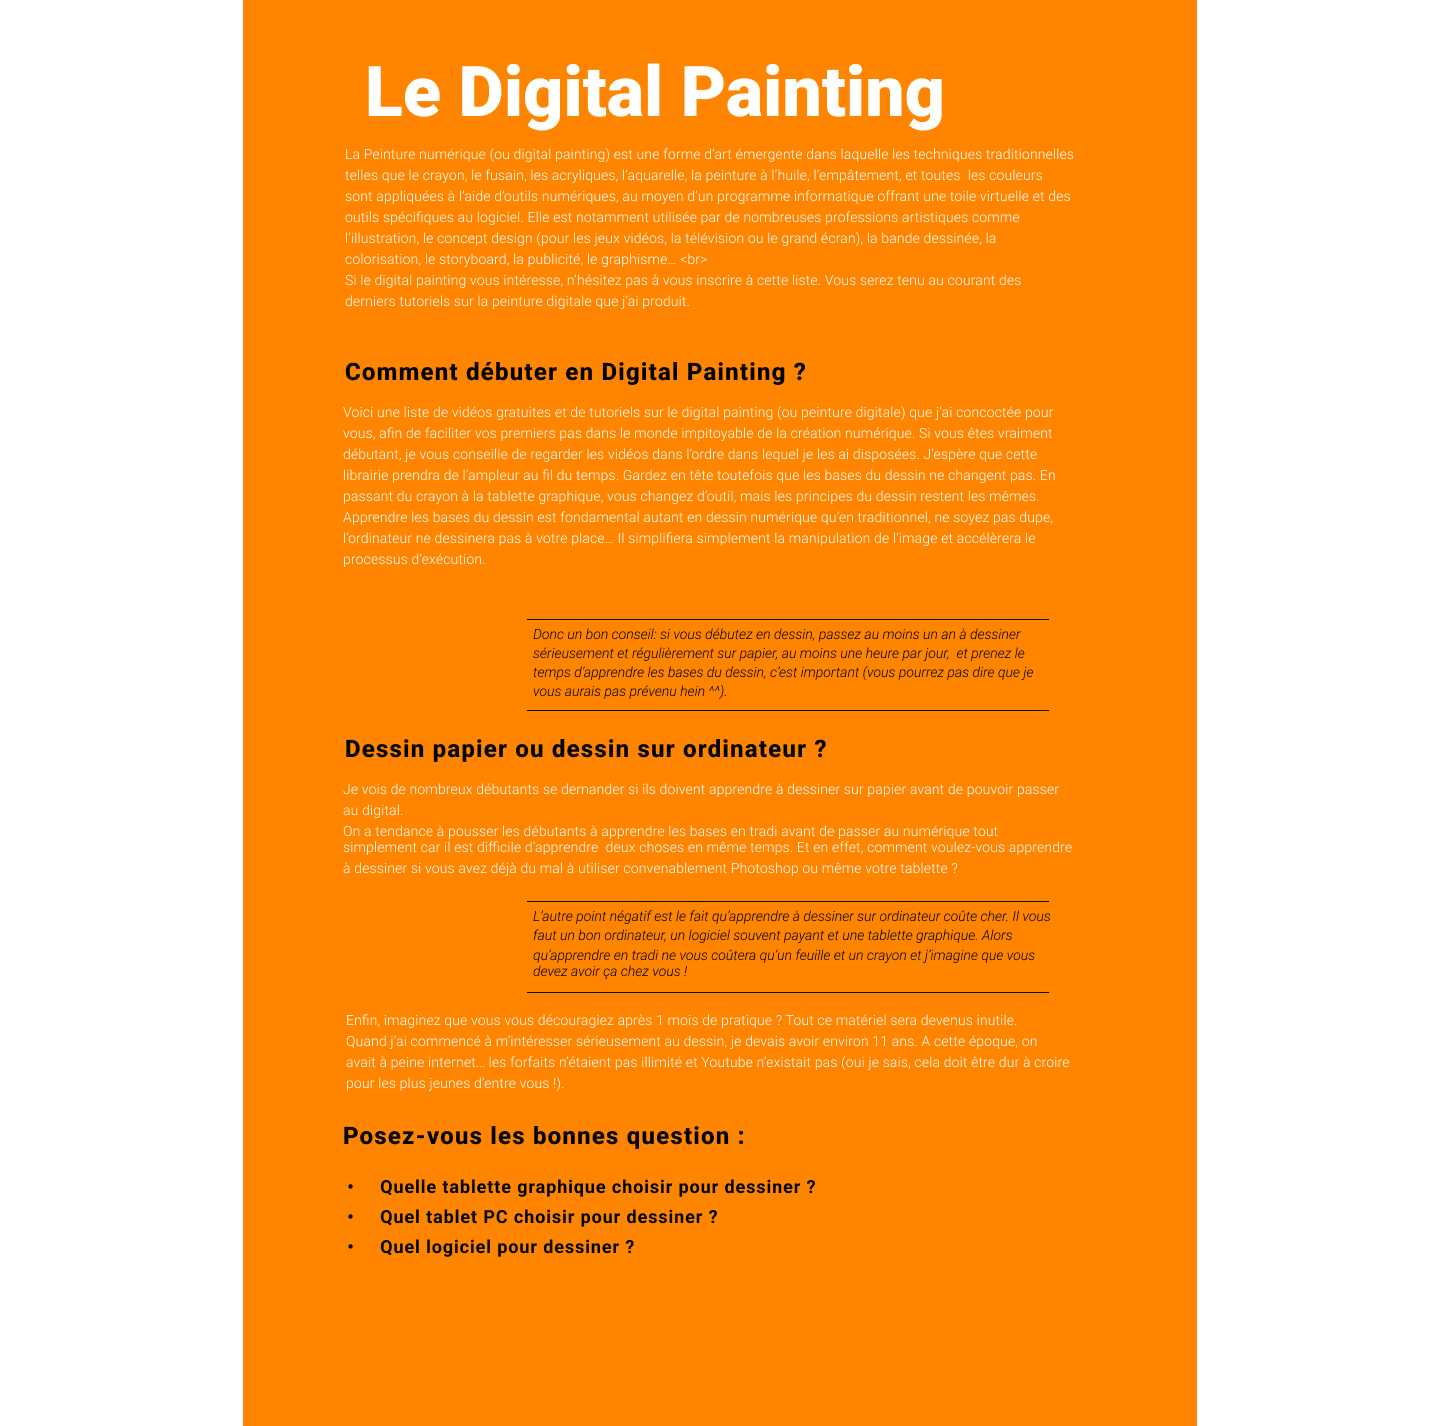 Le Digital Painting
La Peinture numérique (ou digital painting) est une forme d'art émergente dans laquelle les techniques traditionnelles
telles que le crayon, le fusain, les acryliques, l'aquarelle, la peinture à l'huile, l'empâtement, et toutes  les couleurs
sont appliquées à l'aide d'outils numériques, au moyen d'un programme informatique offrant une toile virtuelle et des
outils spécifiques au logiciel. Elle est notamment utilisée par de nombreuses professions artistiques comme
l'illustration, le concept design (pour les jeux vidéos, la télévision ou le grand écran), la bande dessinée, la
colorisation, le storyboard, la publicité, le graphisme… <br>
Si le digital painting vous intéresse, n'hésitez pas à vous inscrire à cette liste. Vous serez tenu au courant des
derniers tutoriels sur la peinture digitale que j'ai produit.
Comment débuter en Digital Painting ?
Voici une liste de vidéos gratuites et de tutoriels sur le digital painting (ou peinture digitale) que j'ai concoctée pour
vous, afin de faciliter vos premiers pas dans le monde impitoyable de la création numérique. Si vous êtes vraiment
débutant, je vous conseille de regarder les vidéos dans l'ordre dans lequel je les ai disposées. J'espère que cette
librairie prendra de l'ampleur au fil du temps. Gardez en tête toutefois que les bases du dessin ne changent pas. En
passant du crayon à la tablette graphique, vous changez d'outil, mais les principes du dessin restent les mêmes.
Apprendre les bases du dessin est fondamental autant en dessin numérique qu'en traditionnel, ne soyez pas dupe,
l'ordinateur ne dessinera pas à votre place… Il simplifiera simplement la manipulation de l'image et accélèrera le
processus d'exécution.
Donc un bon conseil: si vous débutez en dessin, passez au moins un an à dessiner
sérieusement et régulièrement sur papier, au moins une heure par jour,  et prenez le
temps d'apprendre les bases du dessin, c'est important (vous pourrez pas dire que je
vous aurais pas prévenu hein ^^).
Dessin papier ou dessin sur ordinateur ?
Je vois de nombreux débutants se demander si ils doivent apprendre à dessiner sur papier avant de pouvoir passer
au digital.
On a tendance à pousser les débutants à apprendre les bases en tradi avant de passer au numérique tout
simplement car il est difficile d'apprendre  deux choses en même temps. Et en effet, comment voulez-vous apprendre
à dessiner si vous avez déjà du mal à utiliser convenablement Photoshop ou même votre tablette ?
L'autre point négatif est le fait qu'apprendre à dessiner sur ordinateur coûte cher. Il vous
faut un bon ordinateur, un logiciel souvent payant et une tablette graphique. Alors
qu'apprendre en tradi ne vous coûtera qu'un feuille et un crayon et j'imagine que vous
devez avoir ça chez vous !
Enfin, imaginez que vous vous découragiez après 1 mois de pratique ? Tout ce matériel sera devenus inutile.
Quand j'ai commencé à m'intéresser sérieusement au dessin, je devais avoir environ 11 ans. A cette époque, on
avait à peine internet… les forfaits n'étaient pas illimité et Youtube n'existait pas (oui je sais, cela doit être dur à croire
pour les plus jeunes d'entre vous !).
Posez-vous les bonnes question :
• Quelle tablette graphique choisir pour dessiner ?
• Quel tablet PC choisir pour dessiner ?
• Quel logiciel pour dessiner ?